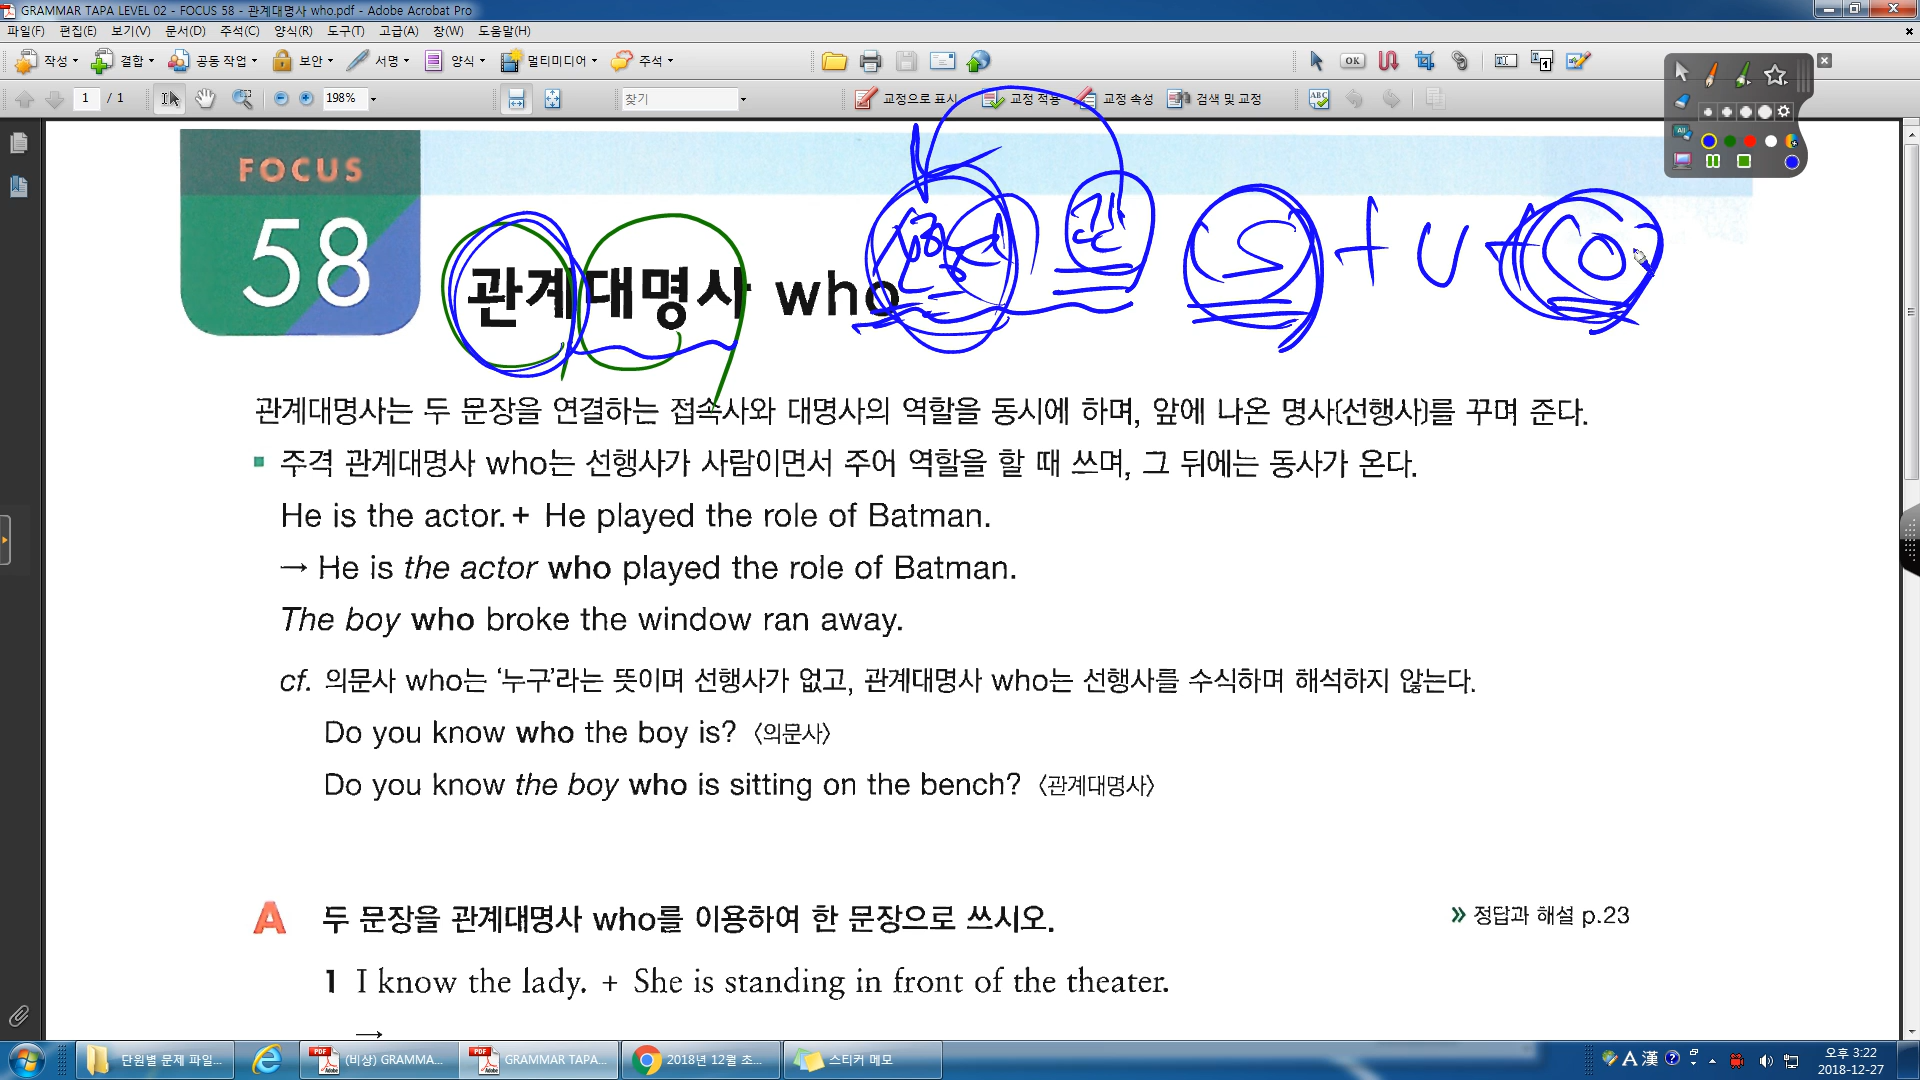 GRAMMAR TAPA LEVEL 02 - FOCUS 58 - 관계대명사 who.pdf - Adobe Acrobat Pro
파일(F) 편집(E) 보기(V) 문서(D) 주석(C) 양식(R) 도구(T) 고급(A) 창(W) 도움말(H)
작성 결합 공동 작업 보안 서명 양식 멀티미디어 주석 OK
1 / 1 198% 찾기 교정으로 표시 교정 적용 교정 속성 검색 및 교정
FOCUS
58
관계대명사 who
S + v +
관계대명사는 두 문장을 연결하는 접속사와 대명사의 역할을 동시에 하며, 앞에 나온 명사(선행사)를 꾸며 준다.
주격 관계대명사 who는 선행사가 사람이면서 주어 역할을 할 때 쓰며, 그 뒤에는 동사가 온다.
He is the actor. + He played the role of Batman.
→ He is the actor who played the role of Batman.
The boy who broke the window ran away.
cf. 의문사 who는 ‘누구’라는 뜻이며 선행사가 없고, 관계대명사 who는 선행사를 수식하며 해석하지 않는다.
Do you know who the boy is? 〈의문사〉
Do you know the boy who is sitting on the bench? 〈관계대명사〉
A 두 문장을 관계대명사 who를 이용하여 한 문장으로 쓰시오.
» 정답과 해설 p.23
1 I know the lady. + She is standing in front of the theater.
→
단원별 문제 파일... (비상) GRAMMA... GRAMMAR TAPA... 2018년 12월 초... 스티커 메모 A 漢 오후 3:22
2018-12-27